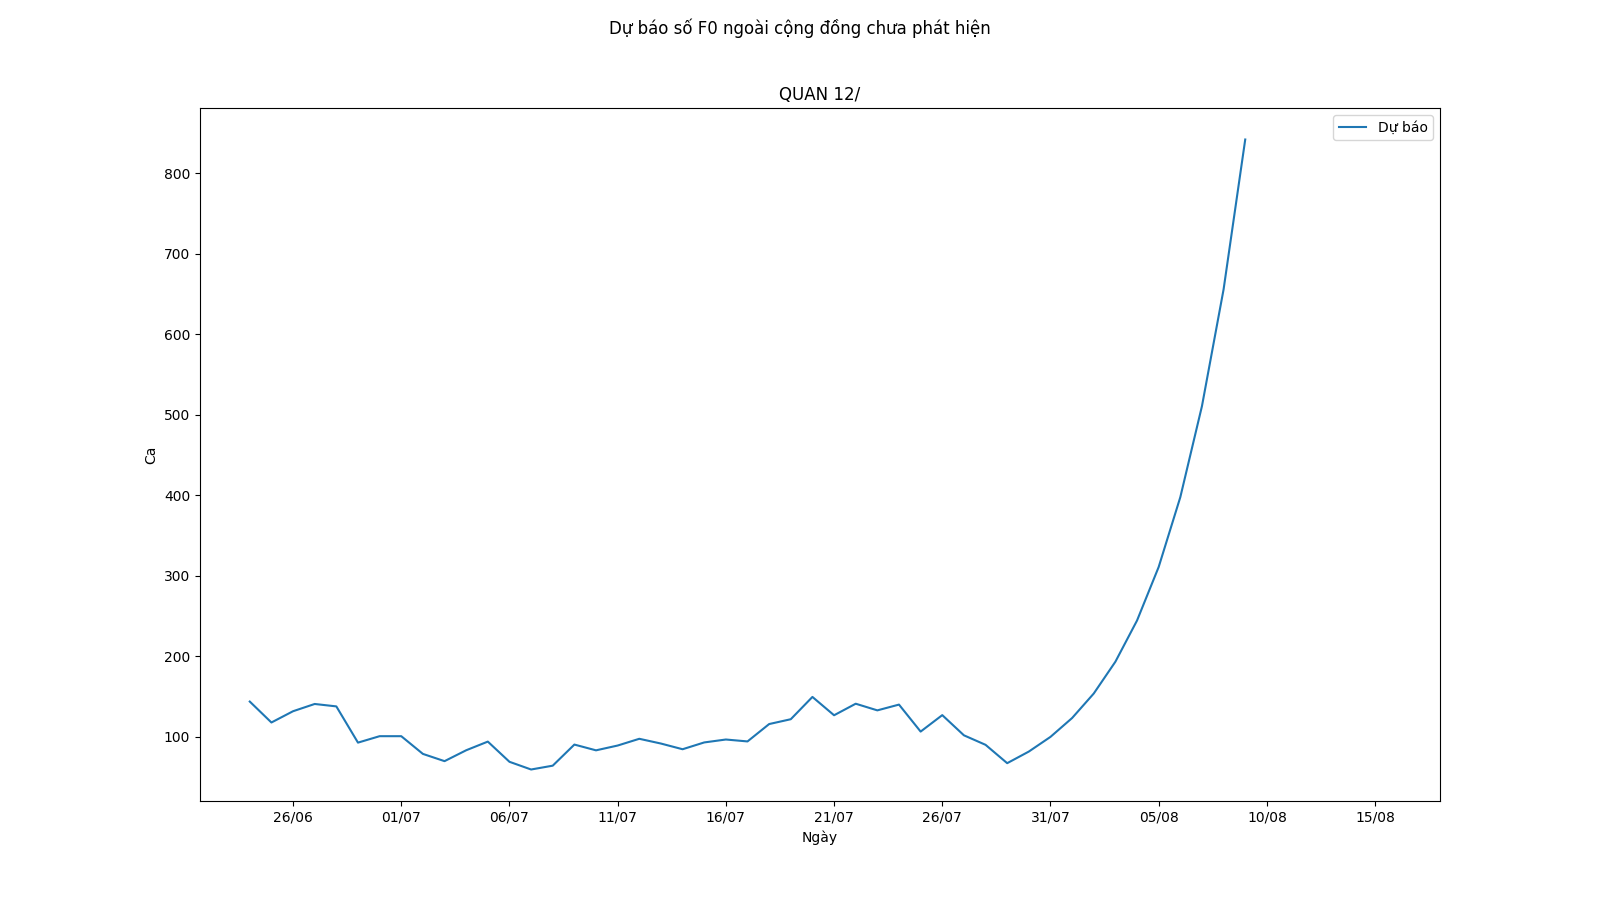 Dự báo số F0 ngoài cộng đồng chưa phát hiện
QUAN 12/
Dự báo
800
700
600
500
400
300
200
100
Ca
26/06 01/07 06/07 11/07 16/07 21/07 26/07 31/07 05/08 10/08 15/08
Ngày